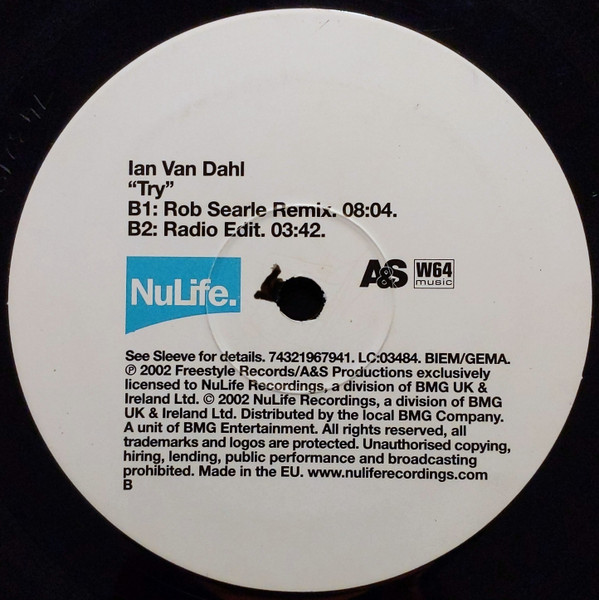 Ian Van Dahl
“Try”
B1: Rob Searle Remix. 08:04.
B2: Radio Edit. 03:42.
NuLife.
A&S W64
music
See Sleeve for details. 74321967941. LC:03484. BIEM/GEMA.
℗ 2002 Freestyle Records/A&S Productions exclusively
licensed to NuLife Recordings, a division of BMG UK &
Ireland Ltd. © 2002 NuLife Recordings, a division of BMG
UK & Ireland Ltd. Distributed by the local BMG Company.
A unit of BMG Entertainment. All rights reserved, all
trademarks and logos are protected. Unauthorised copying,
hiring, lending, public performance and broadcasting
prohibited. Made in the EU. www.nuliferecordings.com
B